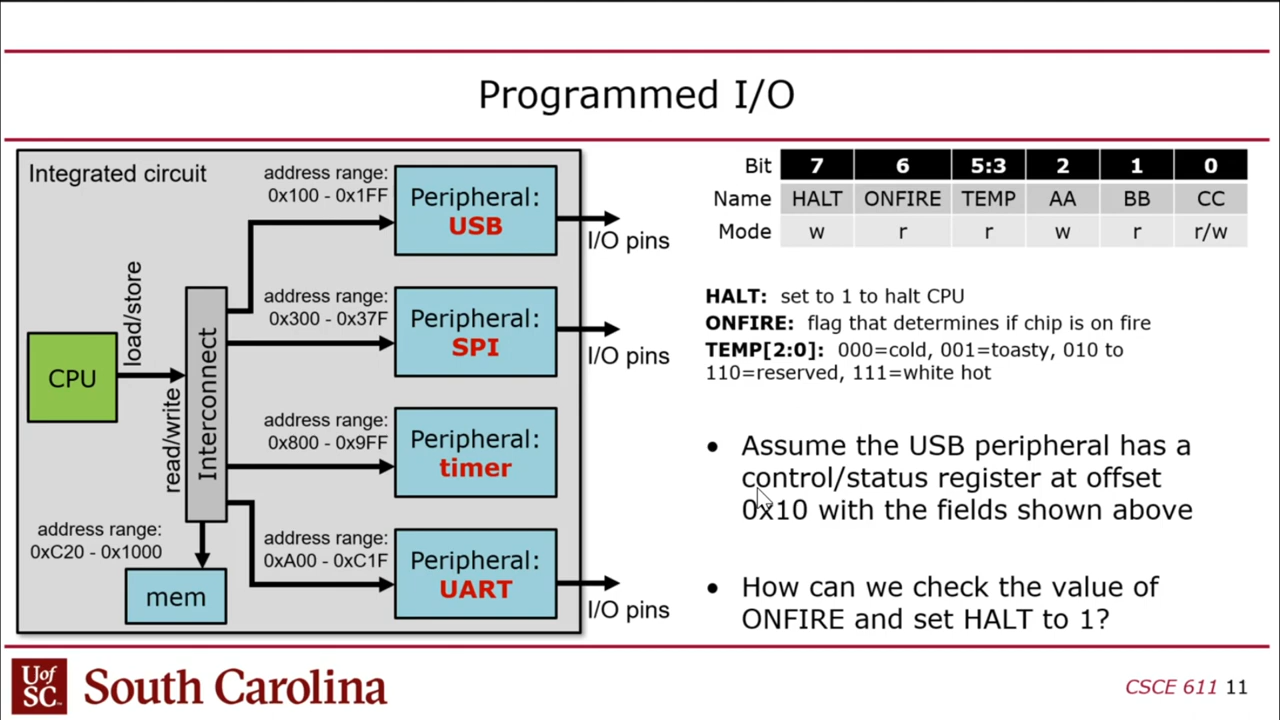 Programmed I/O
Integrated circuit
address range:
0x100 - 0x1FF
Peripheral:
USB
I/O pins
load/store
address range:
0x300 - 0x37F
Peripheral:
SPI
I/O pins
CPU
Interconnect
read/write
address range:
0x800 - 0x9FF
Peripheral:
timer
address range:
0xC20 - 0x1000
mem
address range:
0xA00 - 0xC1F
Peripheral:
UART
I/O pins
Bit 7 6 5:3 2 1 0
Name HALT ONFIRE TEMP AA BB CC
Mode w r r w r r/w
HALT: set to 1 to halt CPU
ONFIRE: flag that determines if chip is on fire
TEMP[2:0]: 000=cold, 001=toasty, 010 to
110=reserved, 111=white hot
• Assume the USB peripheral has a
control/status register at offset
0x10 with the fields shown above
• How can we check the value of
ONFIRE and set HALT to 1?
U of
SC
South Carolina
CSCE 611 11